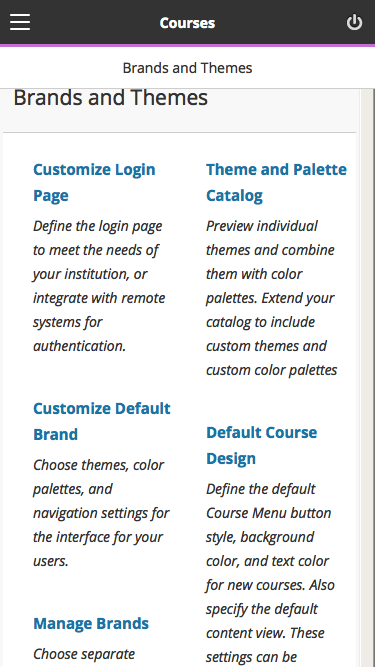 Courses
Brands and Themes
Brands and Themes
Customize Login
Page
Define the login page
to meet the needs of
your institution, or
integrate with remote
systems for
authentication.
Customize Default
Brand
Choose themes, color
palettes, and
navigation settings for
the interface for your
users.
Manage Brands
Choose separate
Theme and Palette
Catalog
Preview individual
themes and combine
them with color
palettes. Extend your
catalog to include
custom themes and
custom color palettes
Default Course
Design
Define the default
Course Menu button
style, background
color, and text color
for new courses. Also
specify the default
content view. These
settings can be